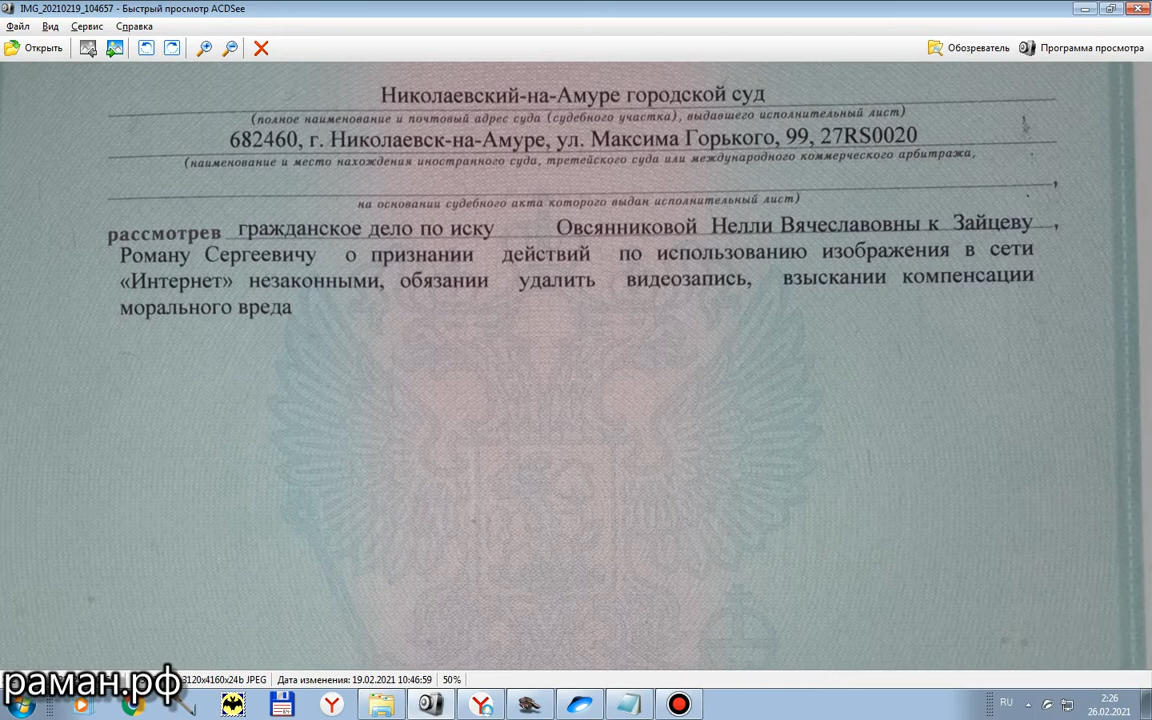 IMG_20210219_104657 - Быстрый просмотр ACDSee
Файл Вид Сервис Справка
Открыть Обозреватель Программа просмотра
Николаевский-на-Амуре городской суд
(полное наименование и почтовый адрес суда (судебного участка), выдавшего исполнительный лист)
682460, г. Николаевск-на-Амуре, ул. Максима Горького, 99, 27RS0020
(наименование и место нахождения иностранного суда, третейского суда или международного коммерческого арбитража,
,
на основании судебного акта которого выдан исполнительный лист)
рассмотрев гражданское дело по иску Овсянниковой Нелли Вячеславовны к Зайцеву ,
Роману Сергеевичу о признании действий по использованию изображения в сети
«Интернет» незаконными, обязании удалить видеозапись, взыскании компенсации
морального вреда
3120x4160x24b JPEG Дата изменения: 19.02.2021 10:46:59 50%
раман.рф
RU 2:26
26.02.2021